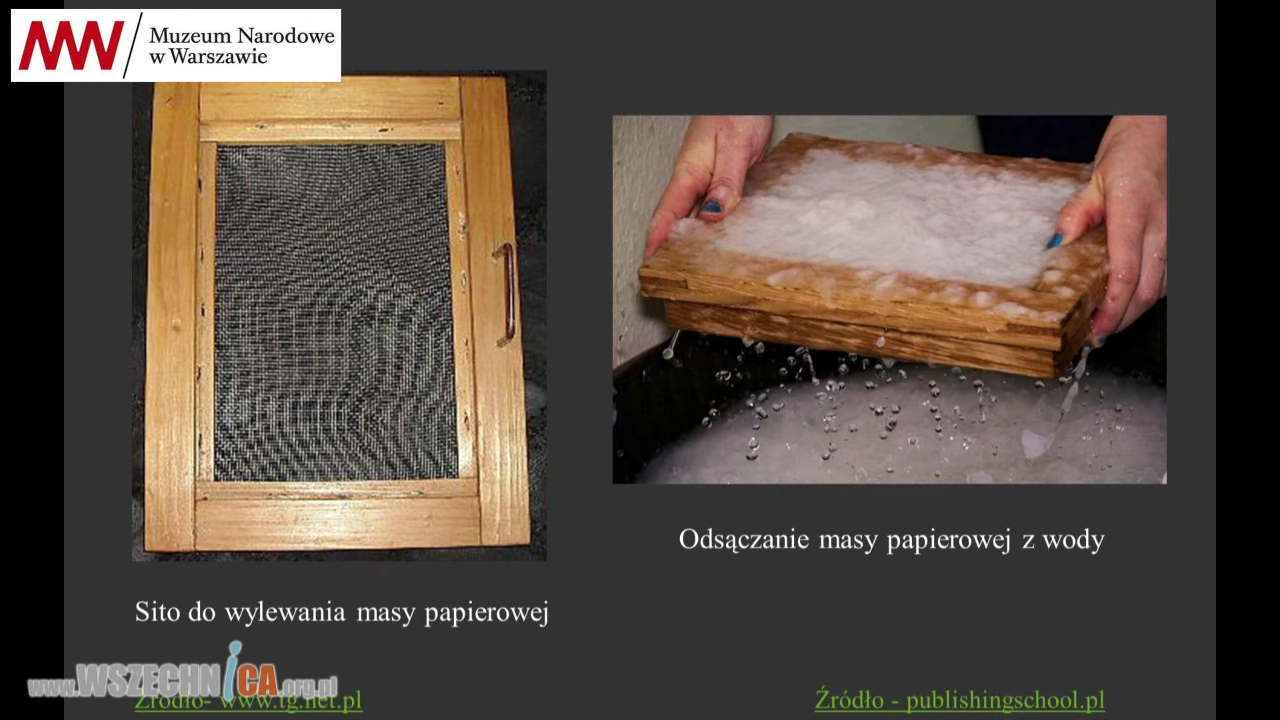 Muzeum Narodowe
w Warszawie
Odsączanie masy papierowej z wody
Sito do wylewania masy papierowej
www.WSZECHNiCA.org.pl
Źródło- www.tg.net.pl
Źródło - publishingschool.pl